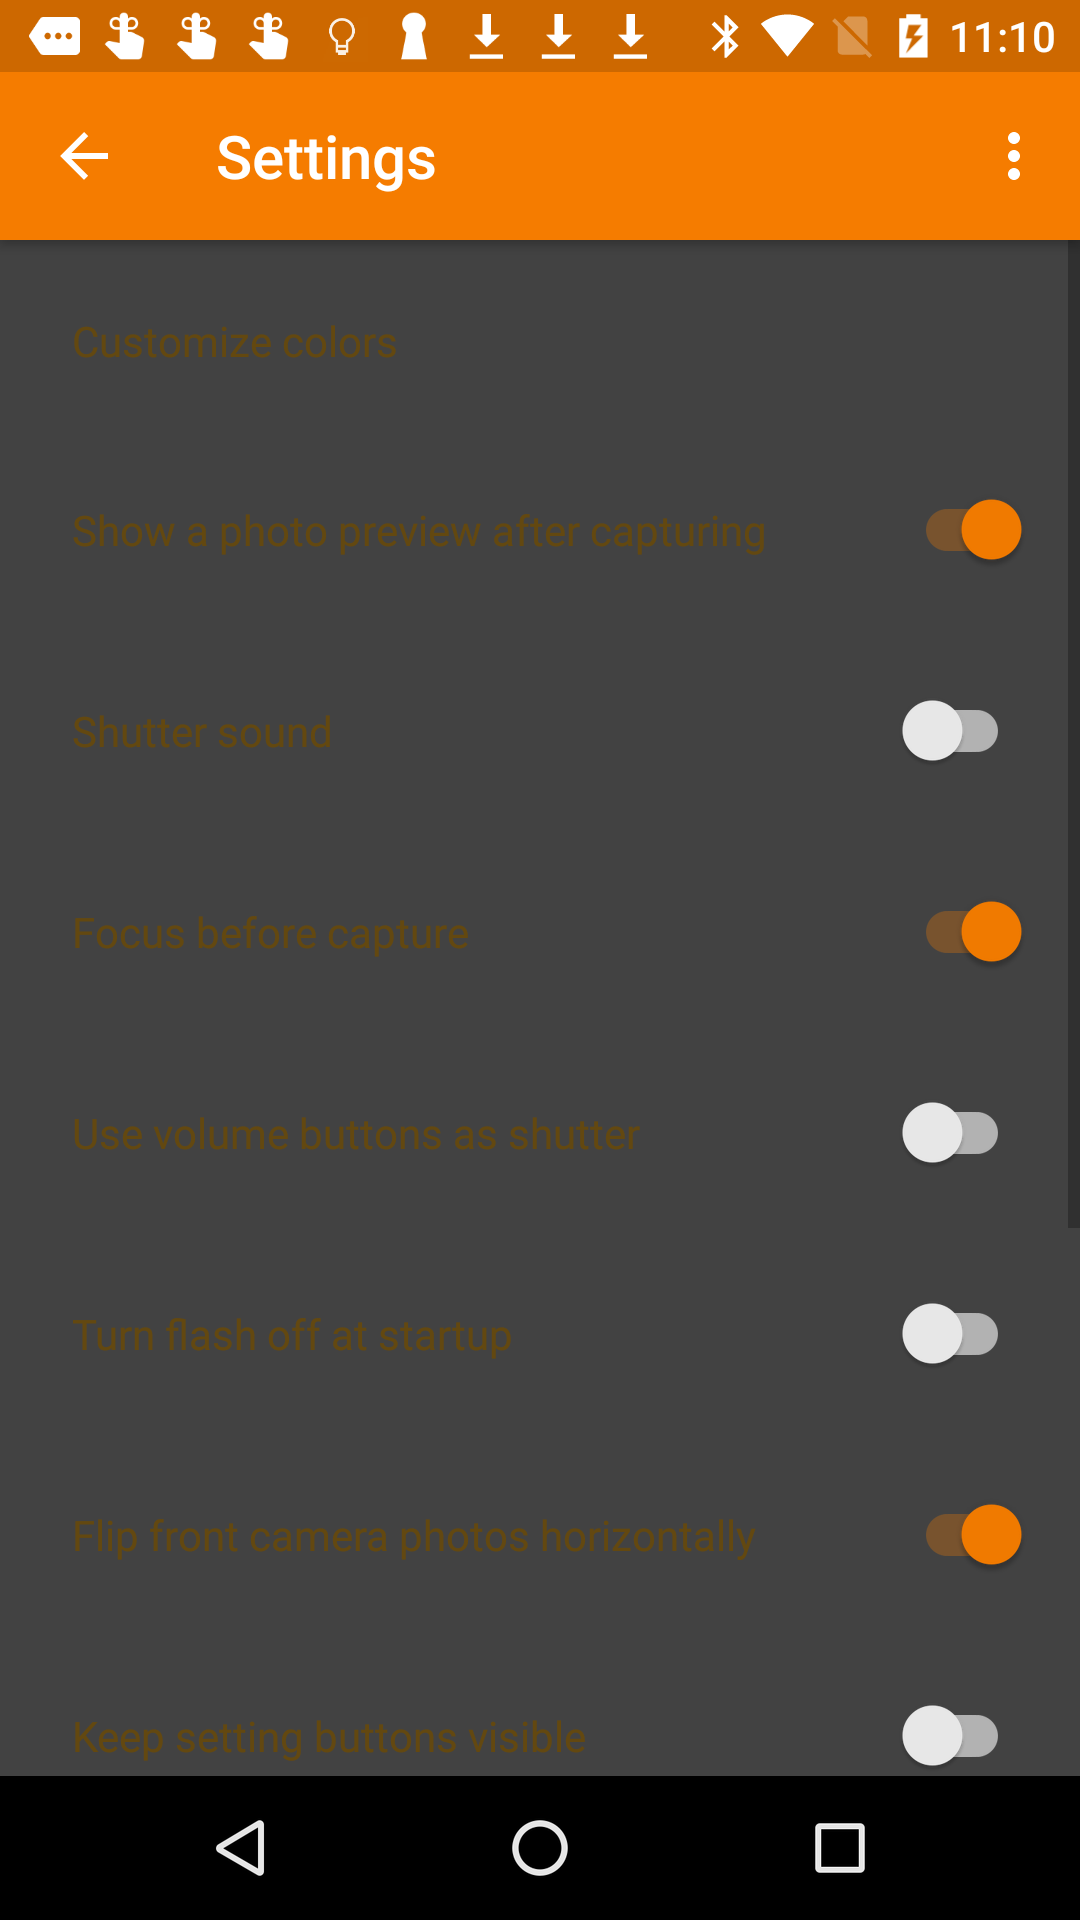 11:10
Settings
Customize colors
Show a photo preview after capturing
Shutter sound
Focus before capture
Use volume buttons as shutter
Turn flash off at startup
Flip front camera photos horizontally
Keep setting buttons visible